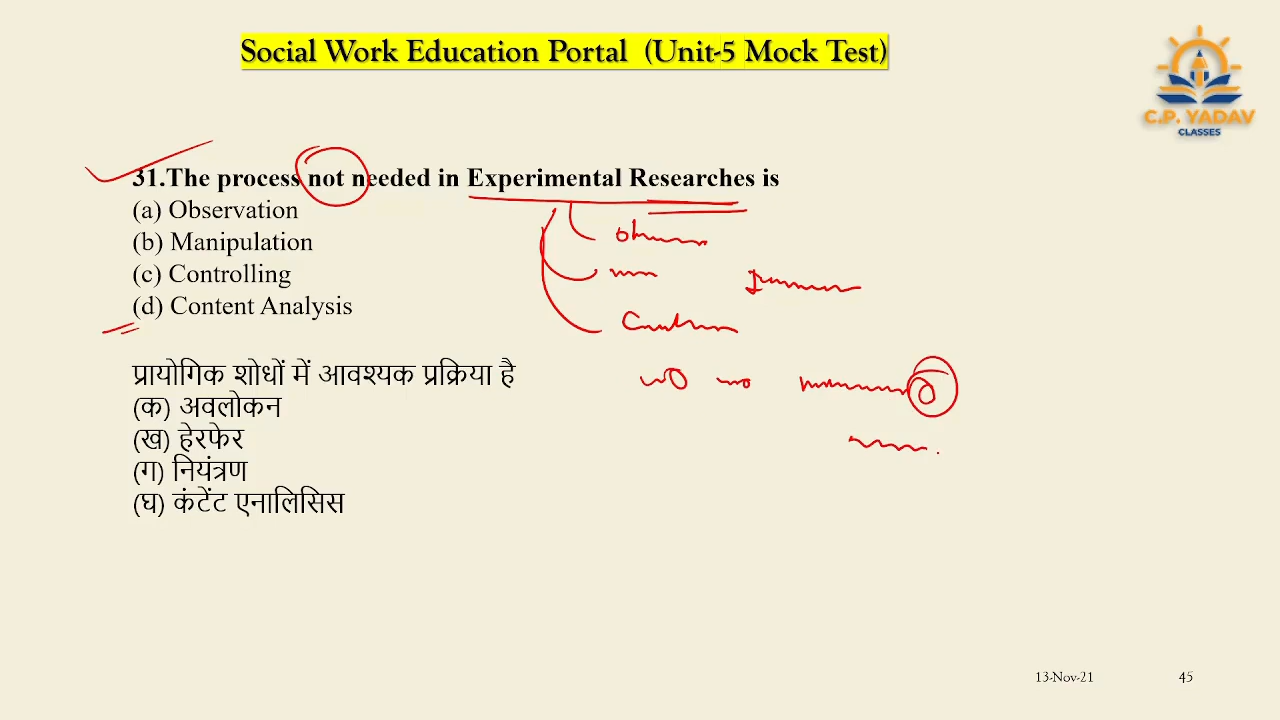 Social Work Education Portal (Unit-5 Mock Test)
C.P. YADAV
CLASSES
31.The process not needed in Experimental Researches is
(a) Observation
(b) Manipulation
(c) Controlling
(d) Content Analysis
प्रायोगिक शोधों में आवश्यक प्रक्रिया है
(क) अवलोकन
(ख) हेरफेर
(ग) नियंत्रण
(घ) कंटेंट एनालिसिस
13-Nov-21
45